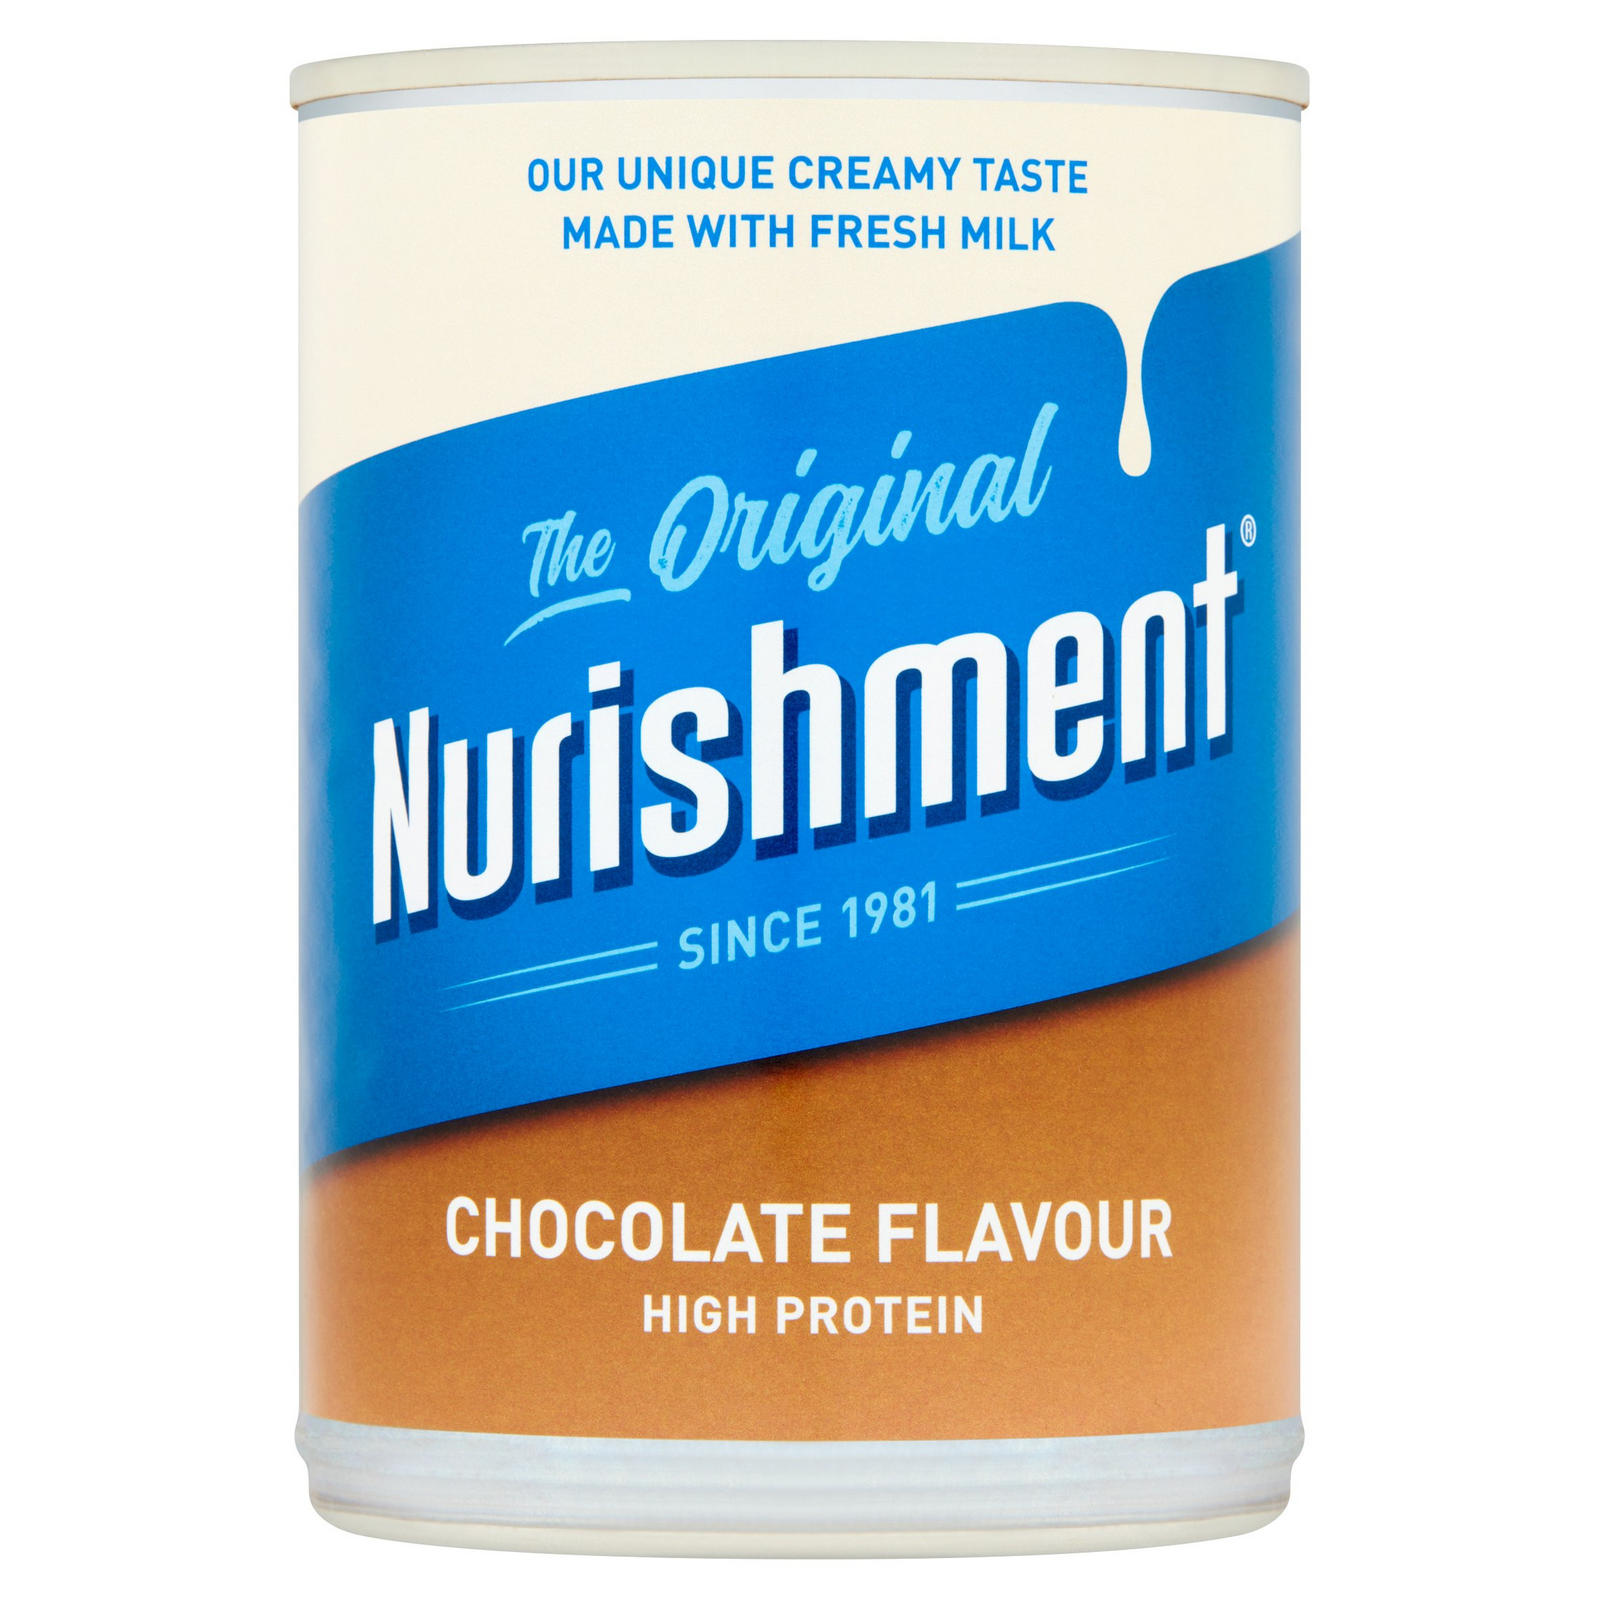 OUR UNIQUE CREAMY TASTE
MADE WITH FRESH MILK
The Original
Nurishment®
SINCE 1981
CHOCOLATE FLAVOUR
HIGH PROTEIN